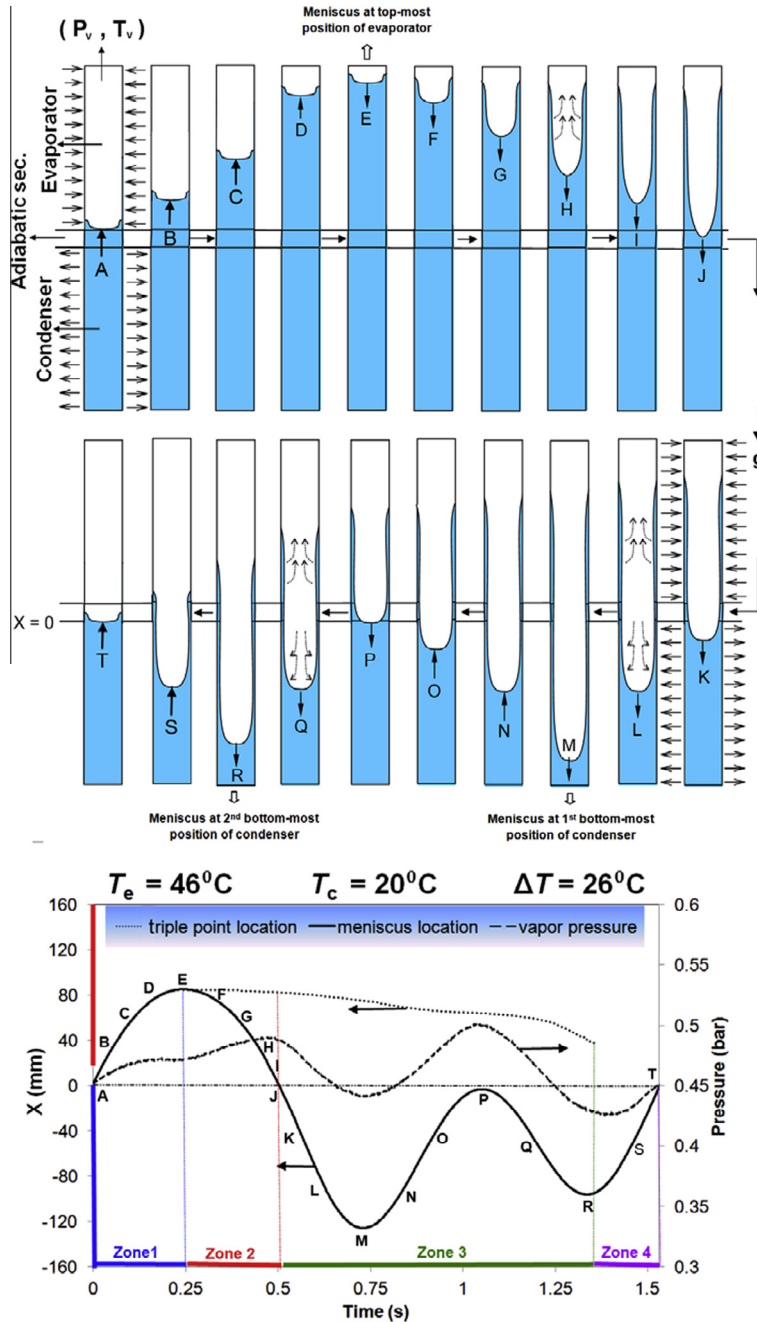 Meniscus at top-most
position of evaporator
( Pv , Tv )
Evaporator
Adiabatic sec.
Condenser
A
B
C
D
E
F
G
H
I
J
g
X = 0
T
S
R
Q
P
O
N
M
L
K
Meniscus at 2nd bottom-most
position of condenser
Meniscus at 1st bottom-most
position of condenser
Te = 46⁰C Tc = 20⁰C ΔT = 26⁰C
triple point location meniscus location vapor pressure
X (mm)
160
120
80
40
0
-40
-80
-120
-160
0.6
0.55
0.5
0.45
0.4
0.35
0.3
Pressure (bar)
A
B
C
D
E
F
G
H
I
J
K
L
M
N
O
P
Q
R
S
T
Zone1 Zone 2 Zone 3 Zone 4
0 0.25 0.5 0.75 1 1.25 1.5
Time (s)